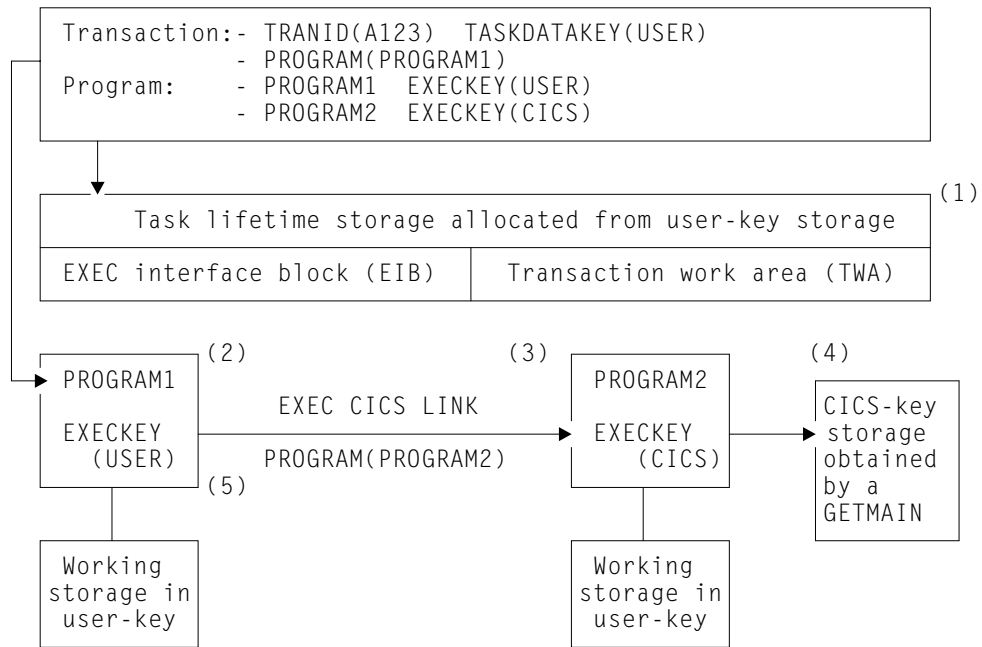 Transaction:- TRANID(A123) TASKDATAKEY(USER)
- PROGRAM(PROGRAM1)
Program: - PROGRAM1 EXECKEY(USER)
- PROGRAM2 EXECKEY(CICS)
(1)
Task lifetime storage allocated from user-key storage
EXEC interface block (EIB)
Transaction work area (TWA)
(2)
PROGRAM1
EXECKEY
(USER)
(5)
EXEC CICS LINK
PROGRAM(PROGRAM2)
(3)
PROGRAM2
EXECKEY
(CICS)
(4)
CICS-key
storage
obtained
by a
GETMAIN
Working
storage in
user-key
Working
storage in
user-key